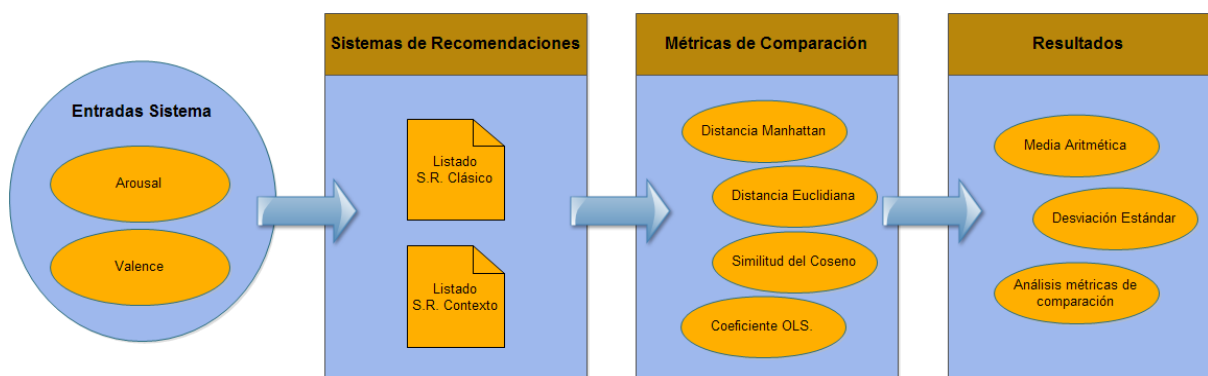 Entradas Sistema
Arousal
Valence
Sistemas de Recomendaciones
Listado
S.R. Clásico
Listado
S.R. Contexto
Métricas de Comparación
Distancia Manhattan
Distancia Euclidiana
Similitud del Coseno
Coeficiente OLS.
Resultados
Media Aritmética
Desviación Estándar
Análisis métricas de
comparación